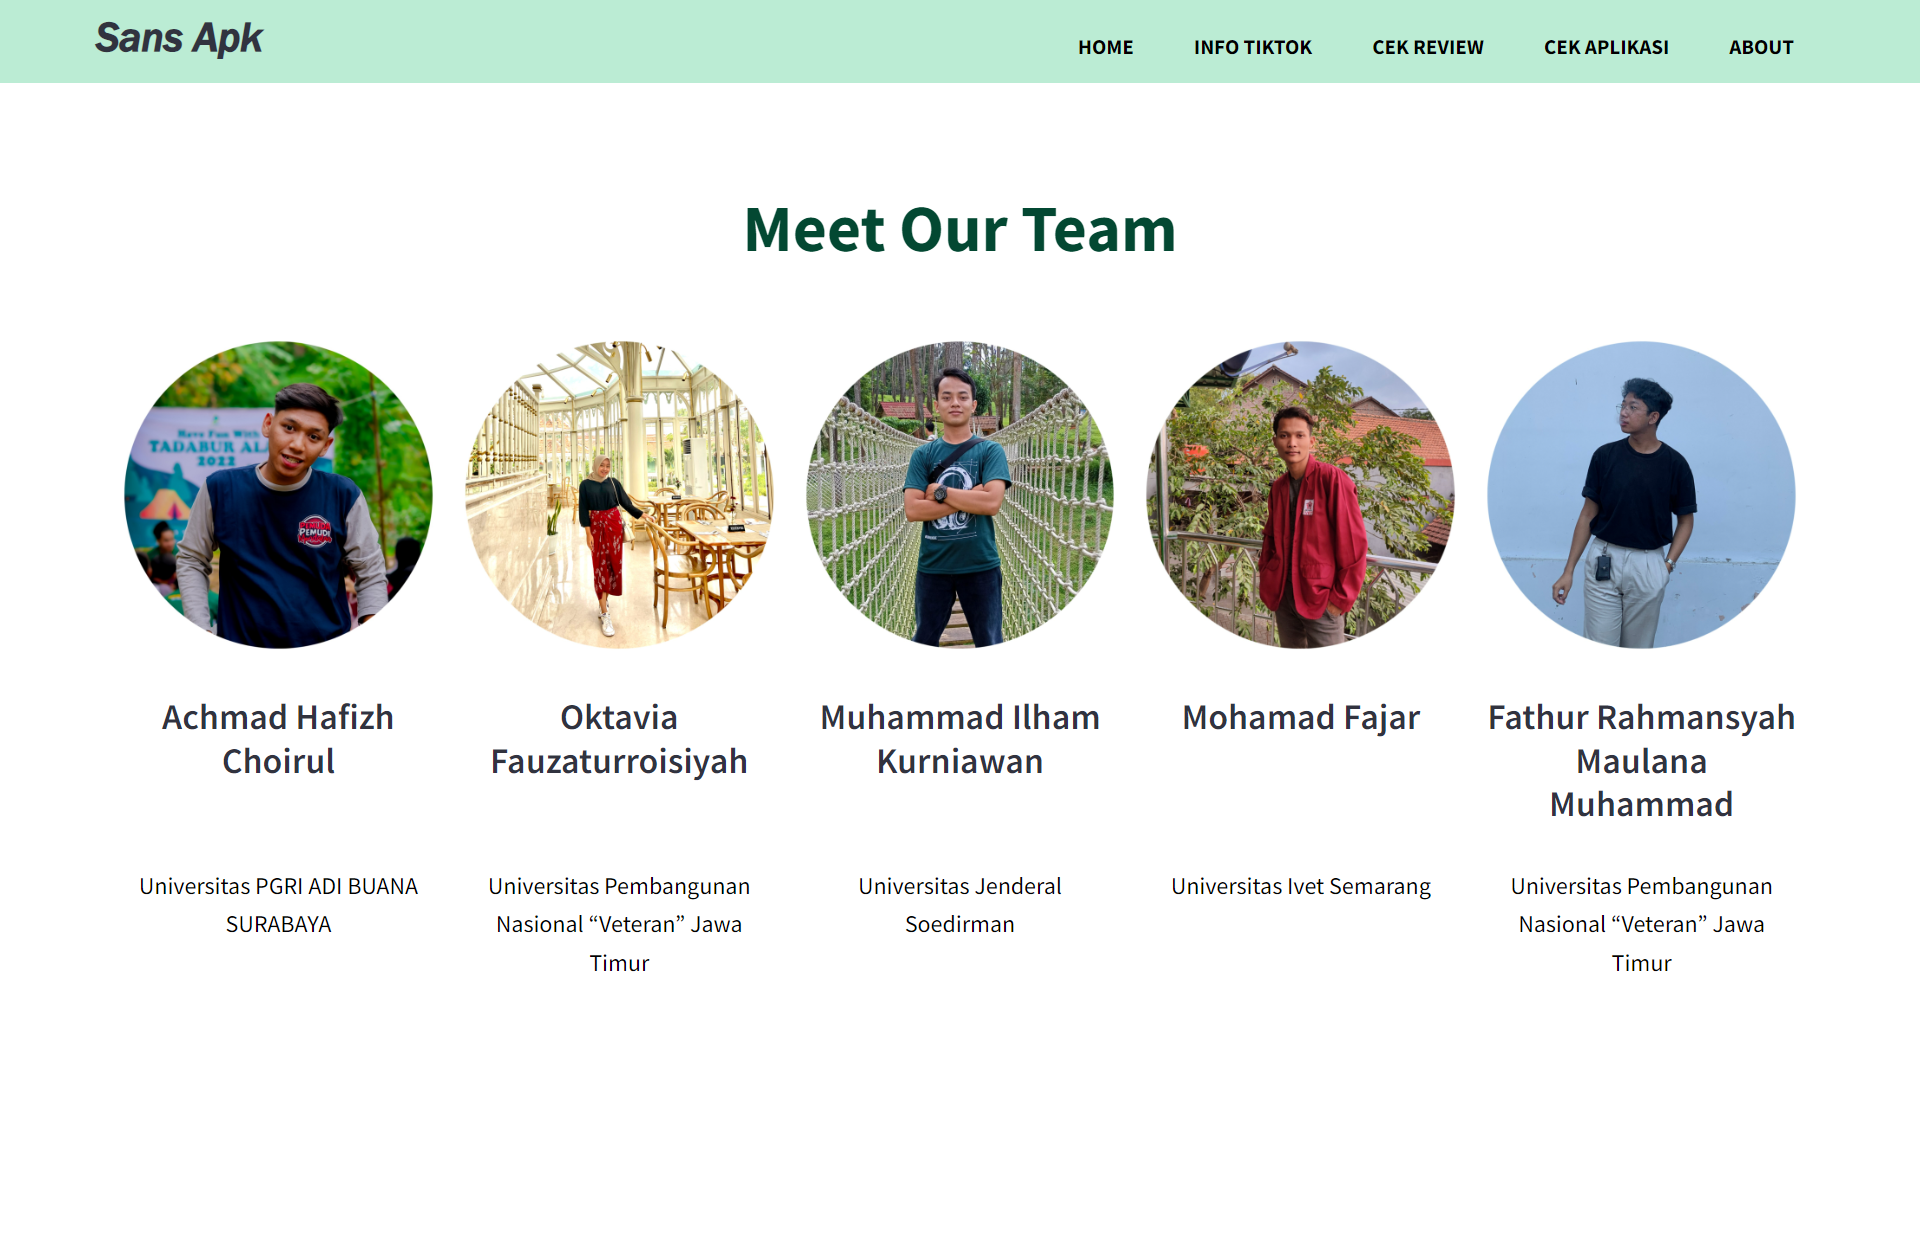 Sans Apk
HOME INFO TIKTOK CEK REVIEW CEK APLIKASI ABOUT
Meet Our Team
Have Fun With
TADABUR AL
2022
PEMUDI
Achmad Hafizh
Choirul
Oktavia
Fauzaturroisiyah
Muhammad Ilham
Kurniawan
Mohamad Fajar
Fathur Rahmansyah
Maulana
Muhammad
Universitas PGRI ADI BUANA
SURABAYA
Universitas Pembangunan
Nasional “Veteran” Jawa
Timur
Universitas Jenderal
Soedirman
Universitas Ivet Semarang
Universitas Pembangunan
Nasional “Veteran” Jawa
Timur